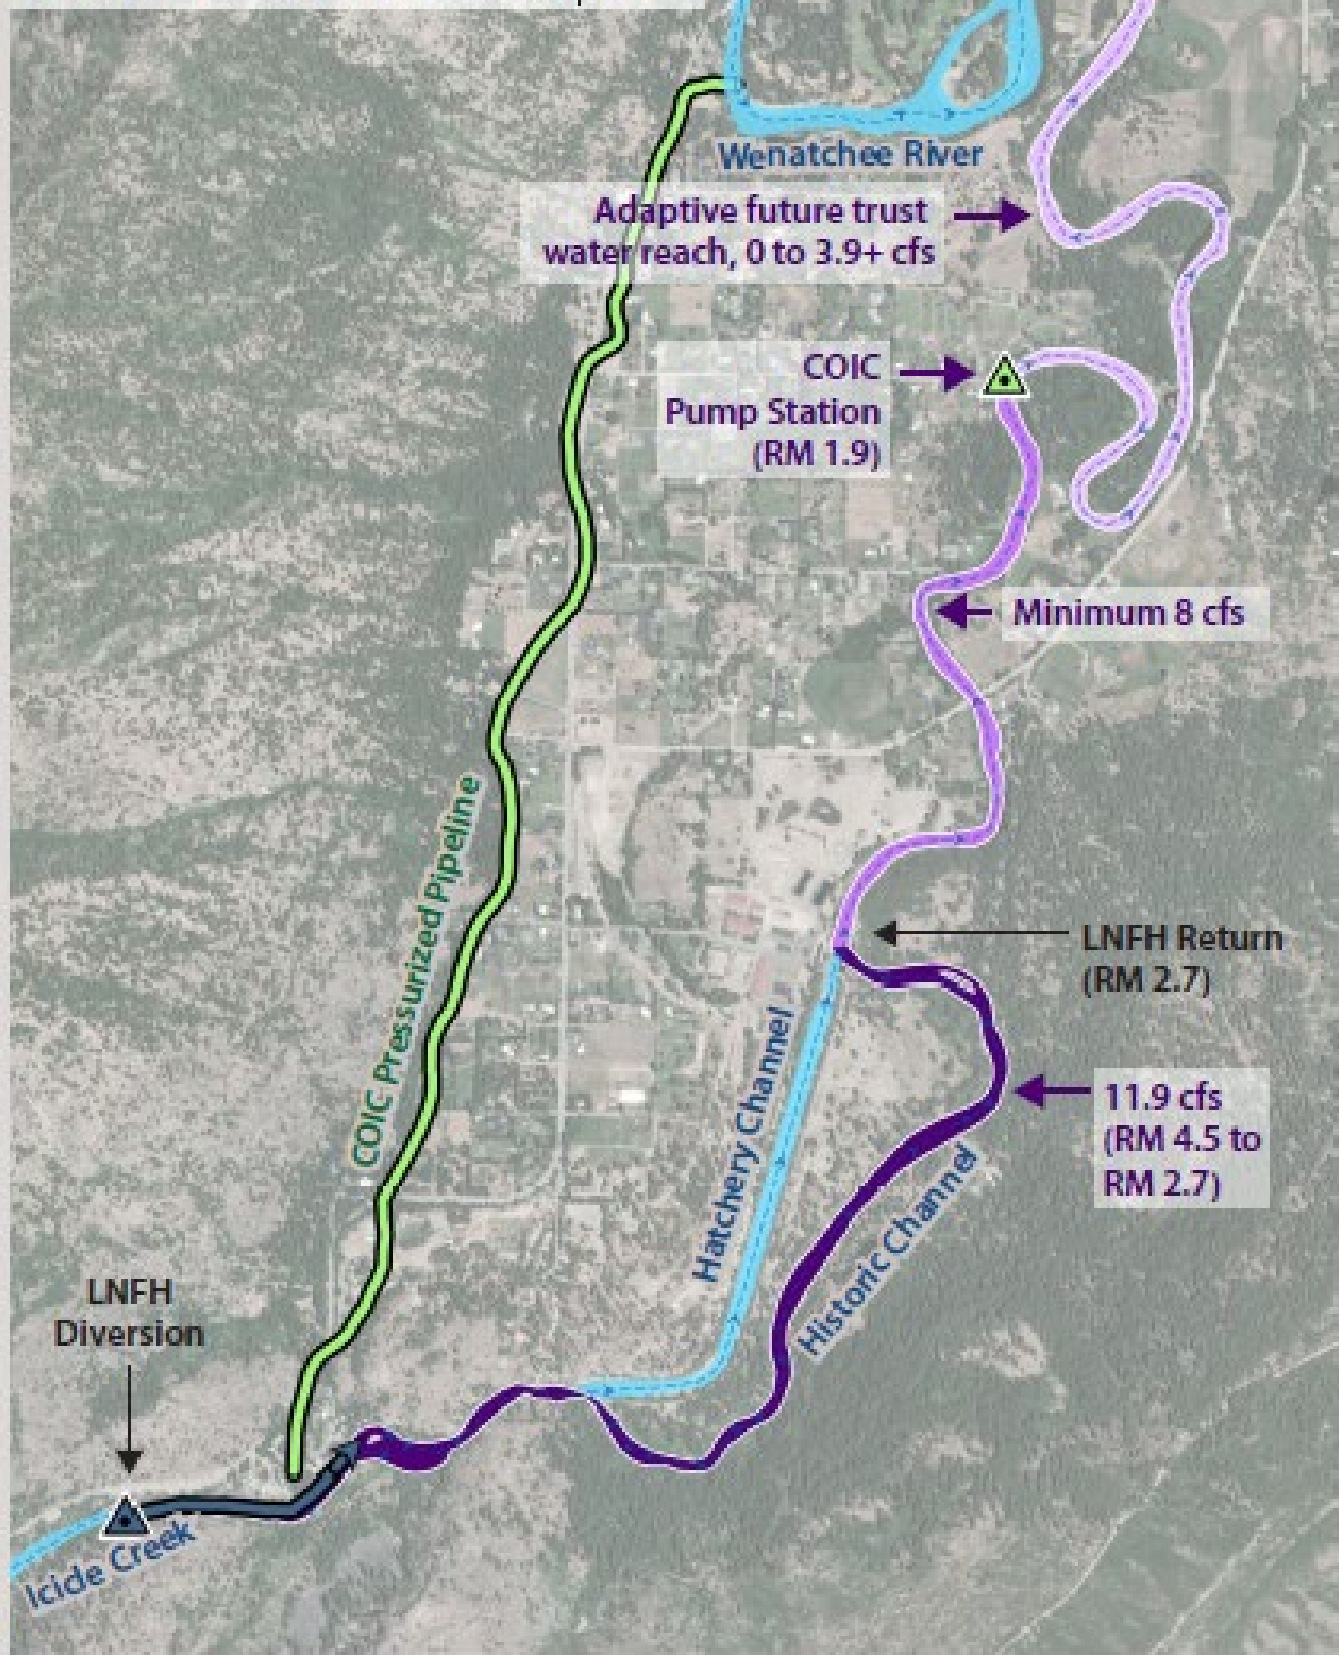 Wenatchee River
Adaptive future trust
water reach, 0 to 3.9+ cfs
COIC
Pump Station
(RM 1.9)
Minimum 8 cfs
COIC Pressurized Pipeline
LNFH Return
(RM 2.7)
Hatchery Channel
11.9 cfs
(RM 4.5 to
RM 2.7)
Historic Channel
LNFH
Diversion
Icicle Creek